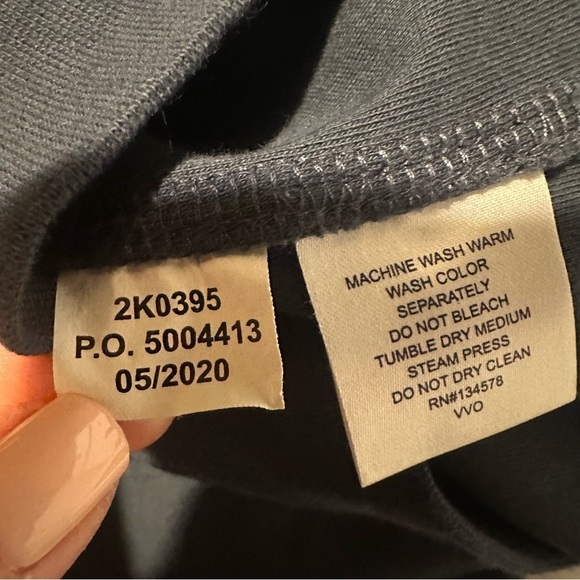 2K0395
P.O. 5004413
05/2020
MACHINE WASH WARM
WASH COLOR
SEPARATELY
DO NOT BLEACH
TUMBLE DRY MEDIUM
STEAM PRESS
DO NOT DRY CLEAN
RN#134578
VVO